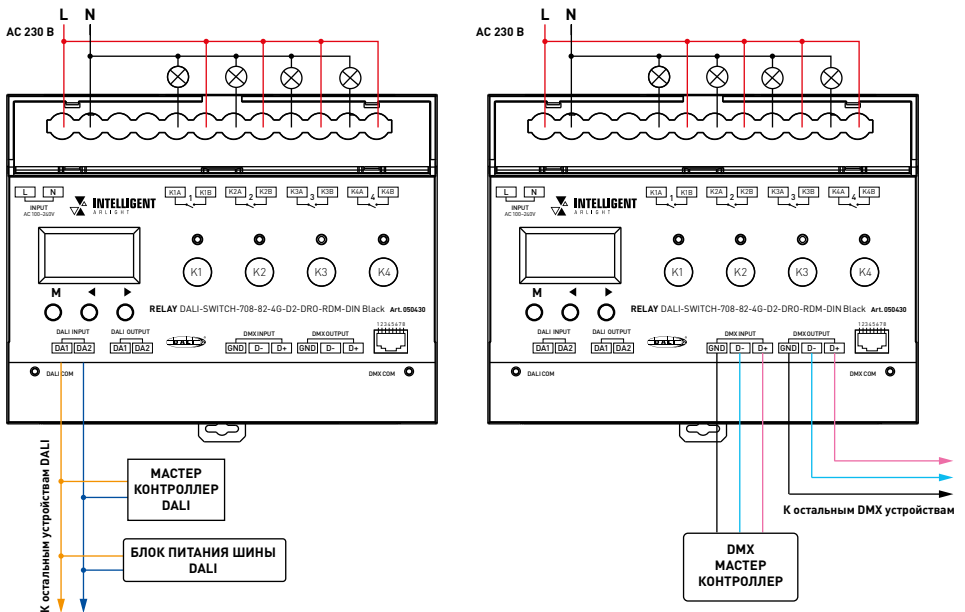 L N
AC 230 В
L N
INPUT
AC 100-240V
INTELLIGENT
ARLIGHT
K1A K1B
1
K2A K2B
2
K3A K3B
3
K4A K4B
4
K1 K2 K3 K4
M ◄ ►
RELAY DALI-SWITCH-708-82-4G-D2-DRO-RDM-DIN Black Art. 050430
DALI INPUT
DA1 DA2
DALI OUTPUT
DA1 DA2
DALI
DMX INPUT
GND D- D+
DMX OUTPUT
GND D- D+
12345678
DALI COM
DMX COM
К остальным устройствам DALI
МАСТЕР
КОНТРОЛЛЕР
DALI
БЛОК ПИТАНИЯ ШИНЫ
DALI
L N
AC 230 В
L N
INPUT
AC 100-240V
INTELLIGENT
ARLIGHT
K1A K1B
1
K2A K2B
2
K3A K3B
3
K4A K4B
4
K1 K2 K3 K4
M ◄ ►
RELAY DALI-SWITCH-708-82-4G-D2-DRO-RDM-DIN Black Art. 050430
DALI INPUT
DA1 DA2
DALI OUTPUT
DA1 DA2
DALI
DMX INPUT
GND D- D+
DMX OUTPUT
GND D- D+
12345678
DALI COM
DMX COM
К остальным DMX устройствам
DMX
МАСТЕР
КОНТРОЛЛЕР